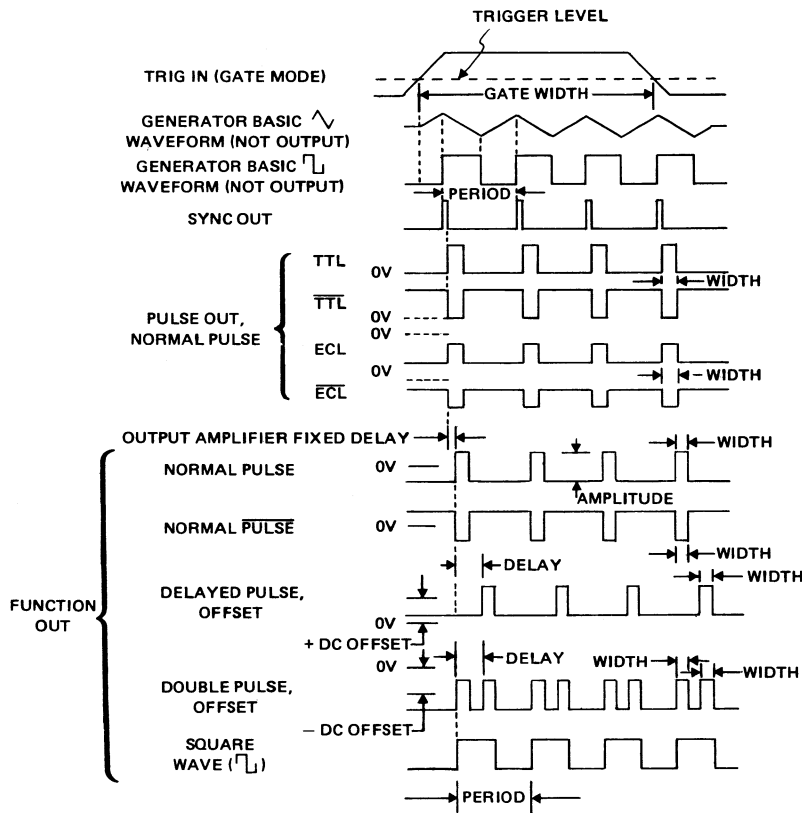 TRIGGER LEVEL
TRIG IN (GATE MODE)
GATE WIDTH
GENERATOR BASIC
WAVEFORM (NOT OUTPUT)
GENERATOR BASIC
WAVEFORM (NOT OUTPUT)
PERIOD
SYNC OUT
TTL
0V
WIDTH
TTL
0V
PULSE OUT,
NORMAL PULSE
0V
ECL
0V
WIDTH
ECL
OUTPUT AMPLIFIER FIXED DELAY
WIDTH
NORMAL PULSE
0V
AMPLITUDE
NORMAL PULSE
0V
WIDTH
DELAY
WIDTH
FUNCTION
OUT
DELAYED PULSE,
OFFSET
0V
+ DC OFFSET
0V
DELAY
WIDTH
WIDTH
DOUBLE PULSE,
OFFSET
– DC OFFSET
SQUARE
WAVE ( )
PERIOD